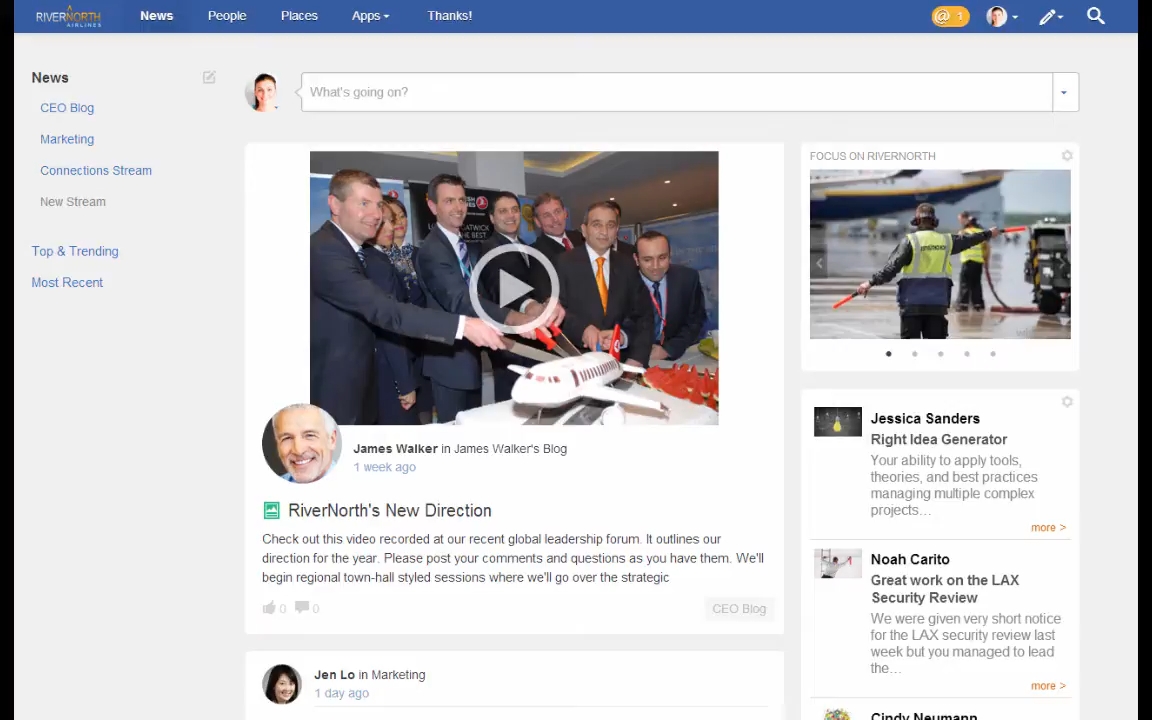 RIVERNORTH
AIRLINES
News
People
Places
Apps
Thanks!
@ 1
News
CEO Blog
Marketing
Connections Stream
New Stream
Top & Trending
Most Recent
What's going on?
James Walker in James Walker's Blog
1 week ago
RiverNorth's New Direction
Check out this video recorded at our recent global leadership forum. It outlines our
direction for the year. Please post your comments and questions as you have them. We'll
begin regional town-hall styled sessions where we'll go over the strategic
0 0
CEO Blog
Jen Lo in Marketing
1 day ago
FOCUS ON RIVERNORTH
Jessica Sanders
Right Idea Generator
Your ability to apply tools,
theories, and best practices
managing multiple complex
projects…
more >
Noah Carito
Great work on the LAX
Security Review
We were given very short notice
for the LAX security review last
week but you managed to lead
the…
more >
Cindy Neumann